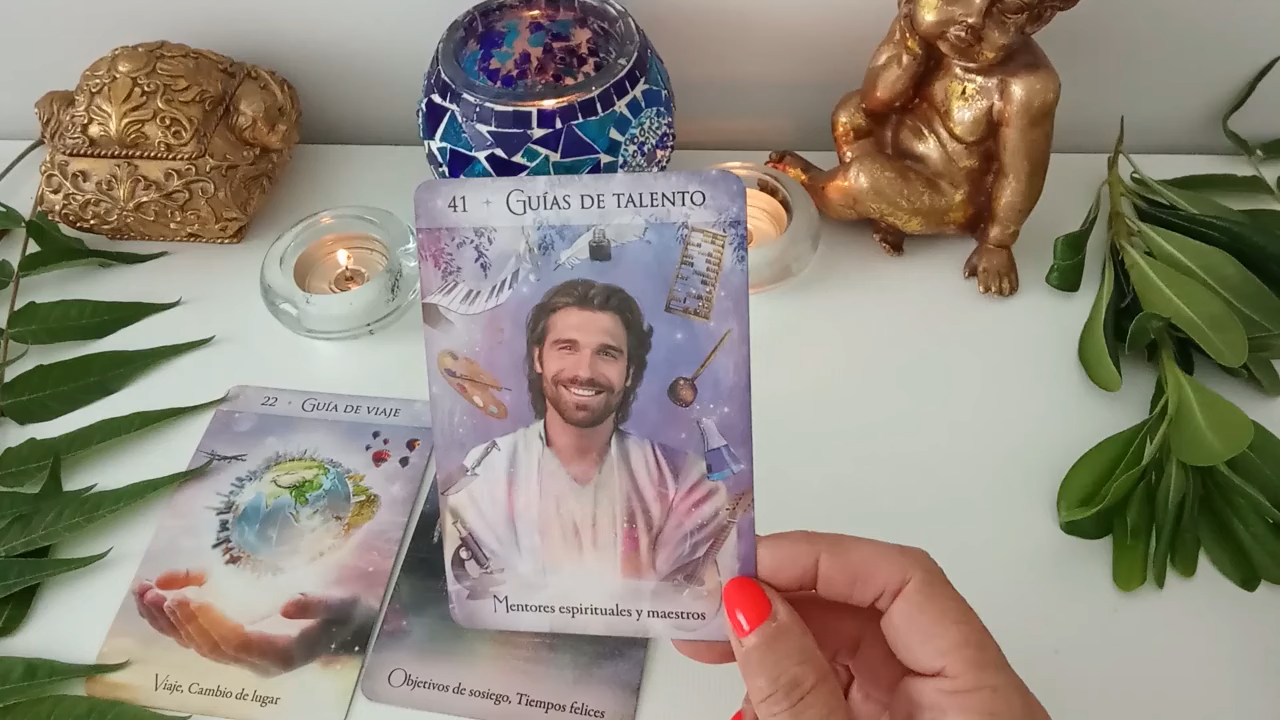 41 + GUÍAS DE TALENTO
Mentores espirituales y maestros
22 + GUÍA DE VIAJE
Viaje, Cambio de lugar
Objetivos de sosiego, Tiempos felices